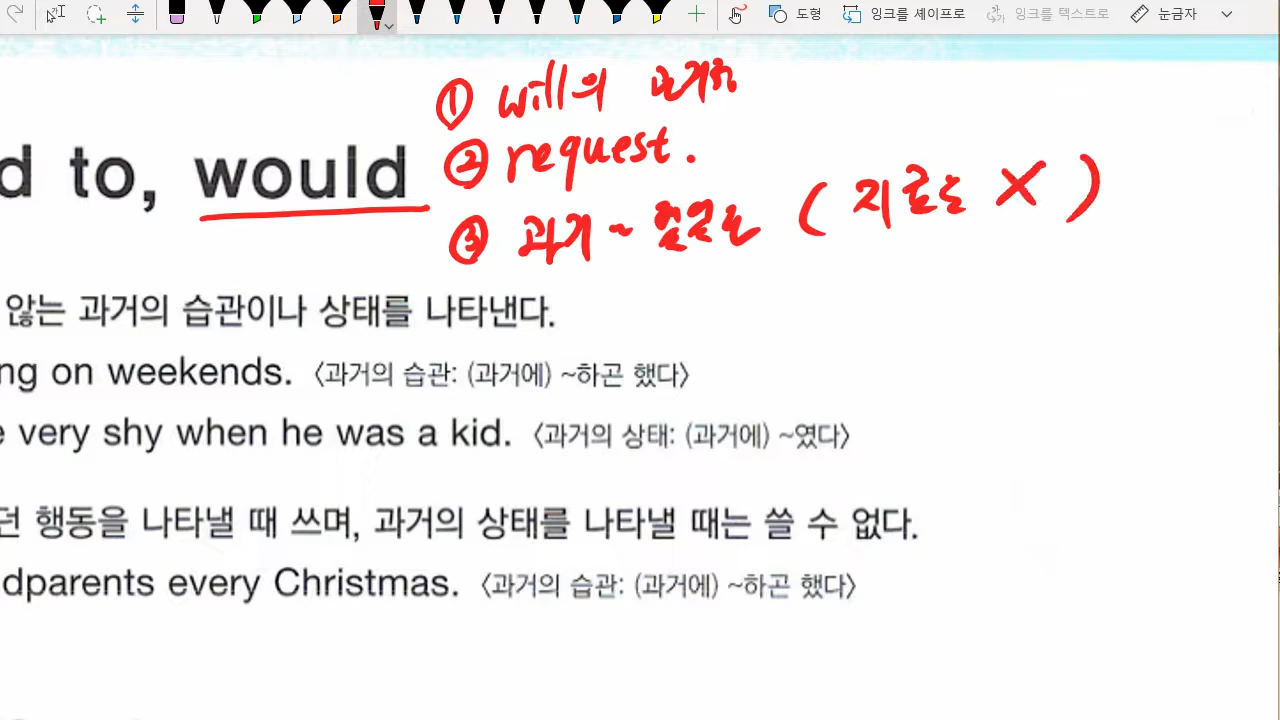 도형 잉크를 셰이프로 잉크를 텍스트로 눈금자
① will의 과거형
② request.
③ 과거~ (지금은 X)
d to, would
않는 과거의 습관이나 상태를 나타낸다.
ng on weekends. 〈과거의 습관: (과거에) ~하곤 했다〉
e very shy when he was a kid. 〈과거의 상태: (과거에) ~였다〉
던 행동을 나타낼 때 쓰며, 과거의 상태를 나타낼 때는 쓸 수 없다.
dparents every Christmas. 〈과거의 습관: (과거에) ~하곤 했다〉